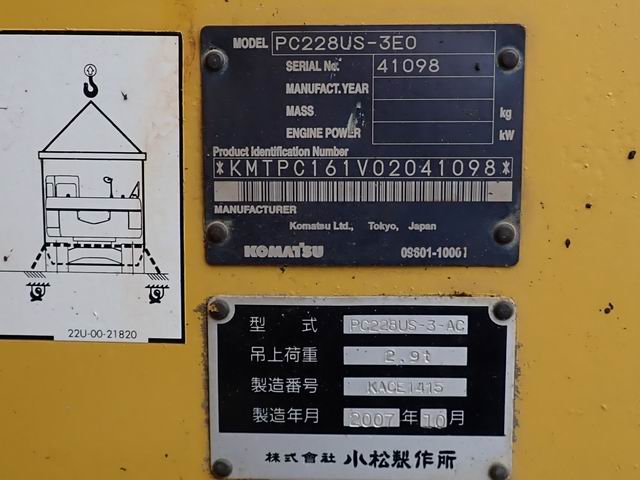 MODEL PC228US-3E0
SERIAL No. 41098
MANUFACT.YEAR
MASS kg
ENGINE POWER kW
Product Identification Number
*KMTPC161V02041098*
MANUFACTURER
Komatsu Ltd., Tokyo, Japan
KOMATSU 09601-10001
22U-00-21820
型式 PC228US-3-AC
吊上荷重 2.9t
製造番号 KACE1415
製造年月 2007年10月
株式會社 小松製作所